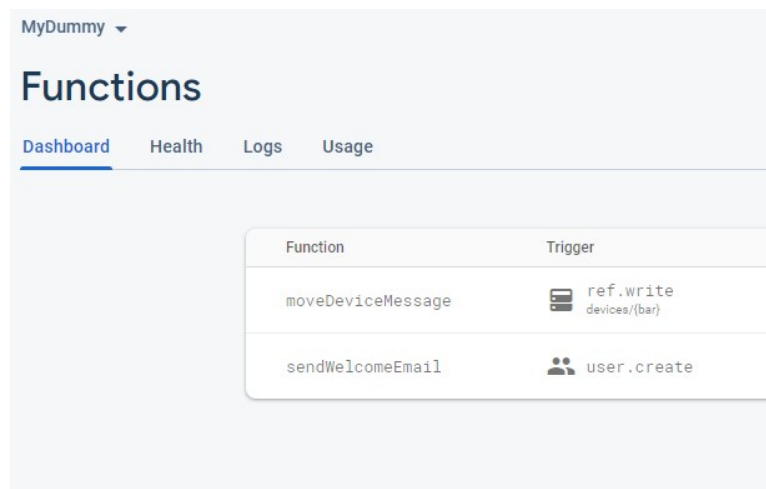 MyDummy
Functions
Dashboard Health Logs Usage
Function Trigger
moveDeviceMessage ref.write
devices/{bar}
sendWelcomeEmail user.create